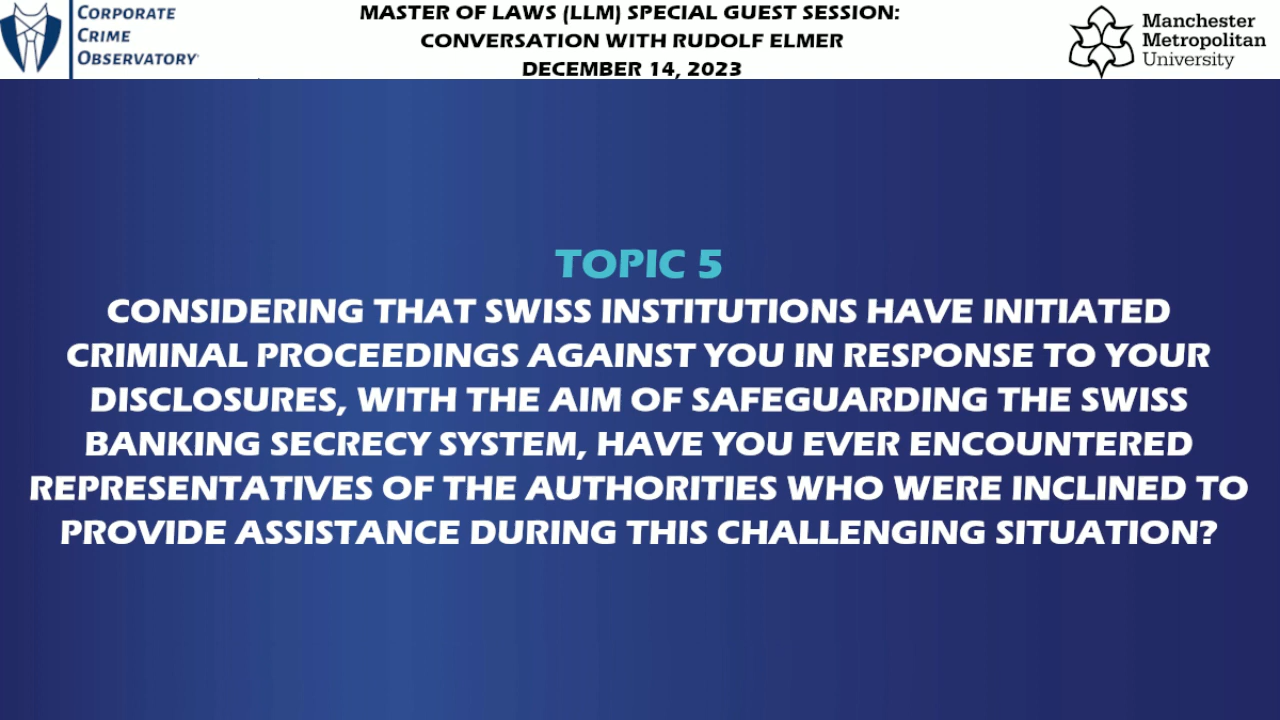 CORPORATE
CRIME
OBSERVATORY
MASTER OF LAWS (LLM) SPECIAL GUEST SESSION:
CONVERSATION WITH RUDOLF ELMER
DECEMBER 14, 2023
Manchester
Metropolitan
University
TOPIC 5
CONSIDERING THAT SWISS INSTITUTIONS HAVE INITIATED
CRIMINAL PROCEEDINGS AGAINST YOU IN RESPONSE TO YOUR
DISCLOSURES, WITH THE AIM OF SAFEGUARDING THE SWISS
BANKING SECRECY SYSTEM, HAVE YOU EVER ENCOUNTERED
REPRESENTATIVES OF THE AUTHORITIES WHO WERE INCLINED TO
PROVIDE ASSISTANCE DURING THIS CHALLENGING SITUATION?